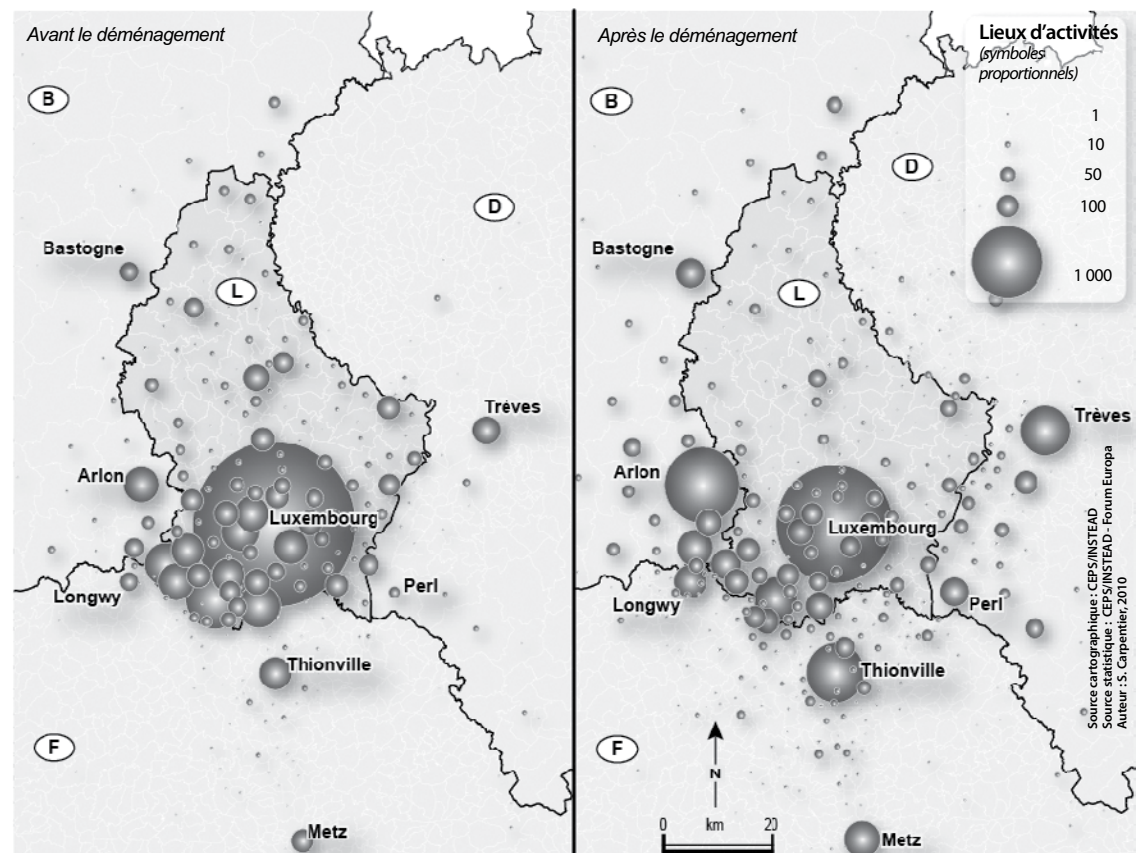 Avant le déménagement
B
D
Bastogne
L
Trèves
Arlon
Luxembourg
Longwy
Perl
Thionville
F
Metz
Après le déménagement
B
D
Bastogne
L
Trèves
Arlon
Luxembourg
Longwy
Perl
Thionville
F
N
0 km 20
Metz
Lieux d'activités
(symboles
proportionnels)
1
10
50
100
1 000
Source cartographique : CEPS/INSTEAD
Source statistique : CEPS/INSTEAD - Forum Europa
Auteur : S. Carpentier, 2010